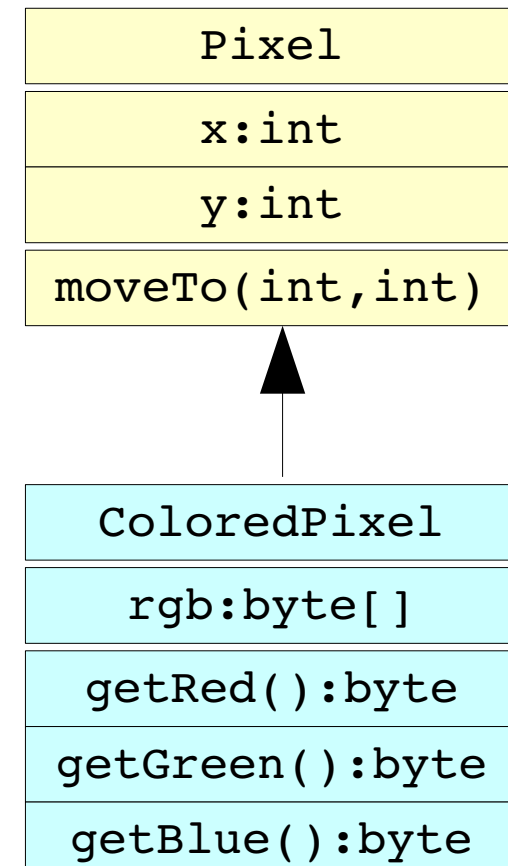 Pixel
x:int
y:int
moveTo(int,int)
ColoredPixel
rgb:byte[]
getRed():byte
getGreen():byte
getBlue():byte